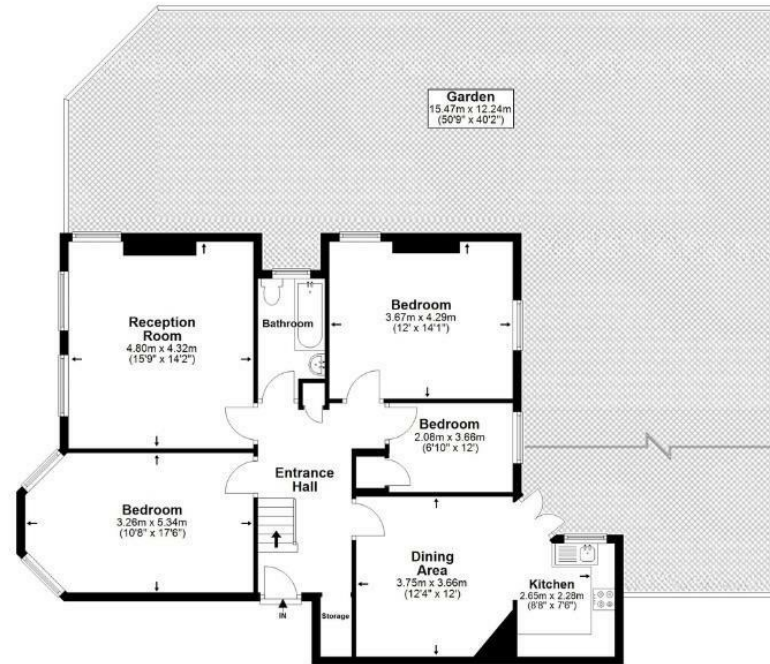 Garden
15.47m x 12.24m
(50'9" x 40'2")
Reception
Room
4.80m x 4.32m
(15'9" x 14'2")
Bathroom
Bedroom
3.67m x 4.29m
(12' x 14'1")
Bedroom
2.08m x 3.66m
(6'10" x 12')
Bedroom
3.26m x 5.34m
(10'8" x 17'6")
Entrance
Hall
Dining
Area
3.75m x 3.66m
(12'4" x 12')
Kitchen
2.65m x 2.28m
(8'8" x 7'6")
IN
Storage